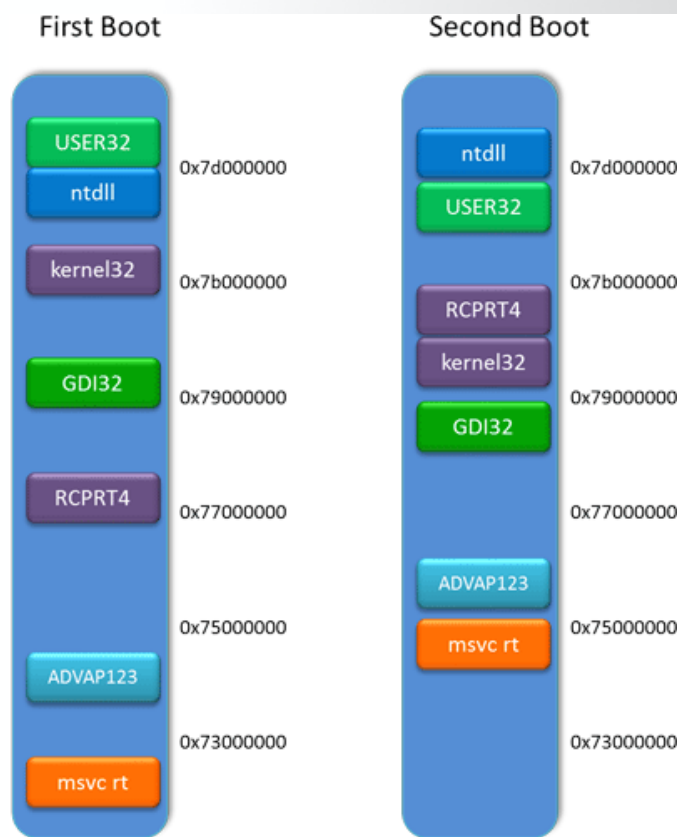 First Boot
USER32
0x7d000000
ntdll
kernel32
0x7b000000
GDI32
0x79000000
RCPRT4
0x77000000
0x75000000
ADVAP123
0x73000000
msvc rt
Second Boot
ntdll
0x7d000000
USER32
0x7b000000
RCPRT4
kernel32
0x79000000
GDI32
0x77000000
ADVAP123
0x75000000
msvc rt
0x73000000